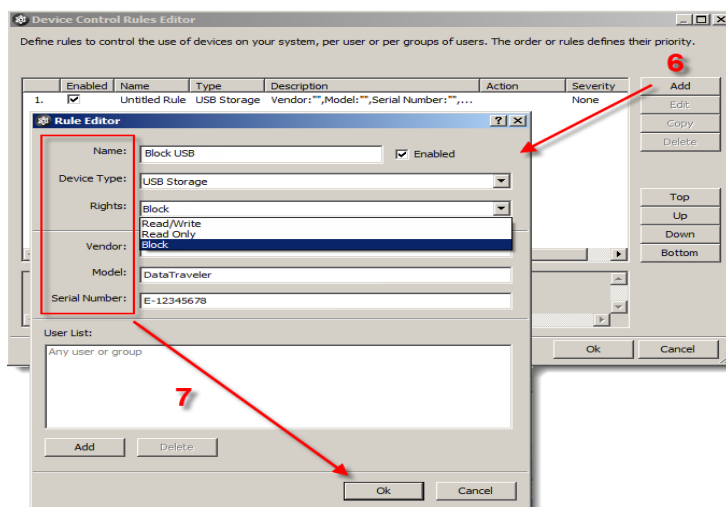 Device Control Rules Editor
Define rules to control the use of devices on your system, per user or per groups of users. The order or rules defines their priority.
6
Enabled Name Type Description Action Severity
Add
1. Untitled Rule USB Storage Vendor:"",Model:"",Serial Number:"",... None
Edit
Copy
Delete
Top
Up
Down
Bottom
Ok Cancel
Rule Editor
Name: Block USB Enabled
Device Type: USB Storage
Rights: Block
Read/Write
Read Only
Block
Vendor:
Model: DataTraveler
Serial Number: E-12345678
User List:
Any user or group
7
Add Delete
Ok Cancel